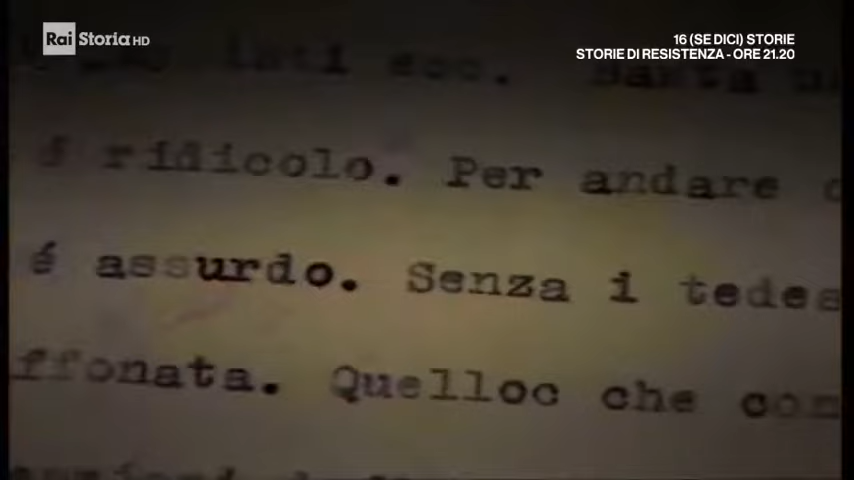 Rai Storia HD
16 (SE DICI) STORIE
STORIE DI RESISTENZA - ORE 21.20
é ridicolo. Per andare
é assurdo. Senza i tedes
ffonata. Quelloc che con